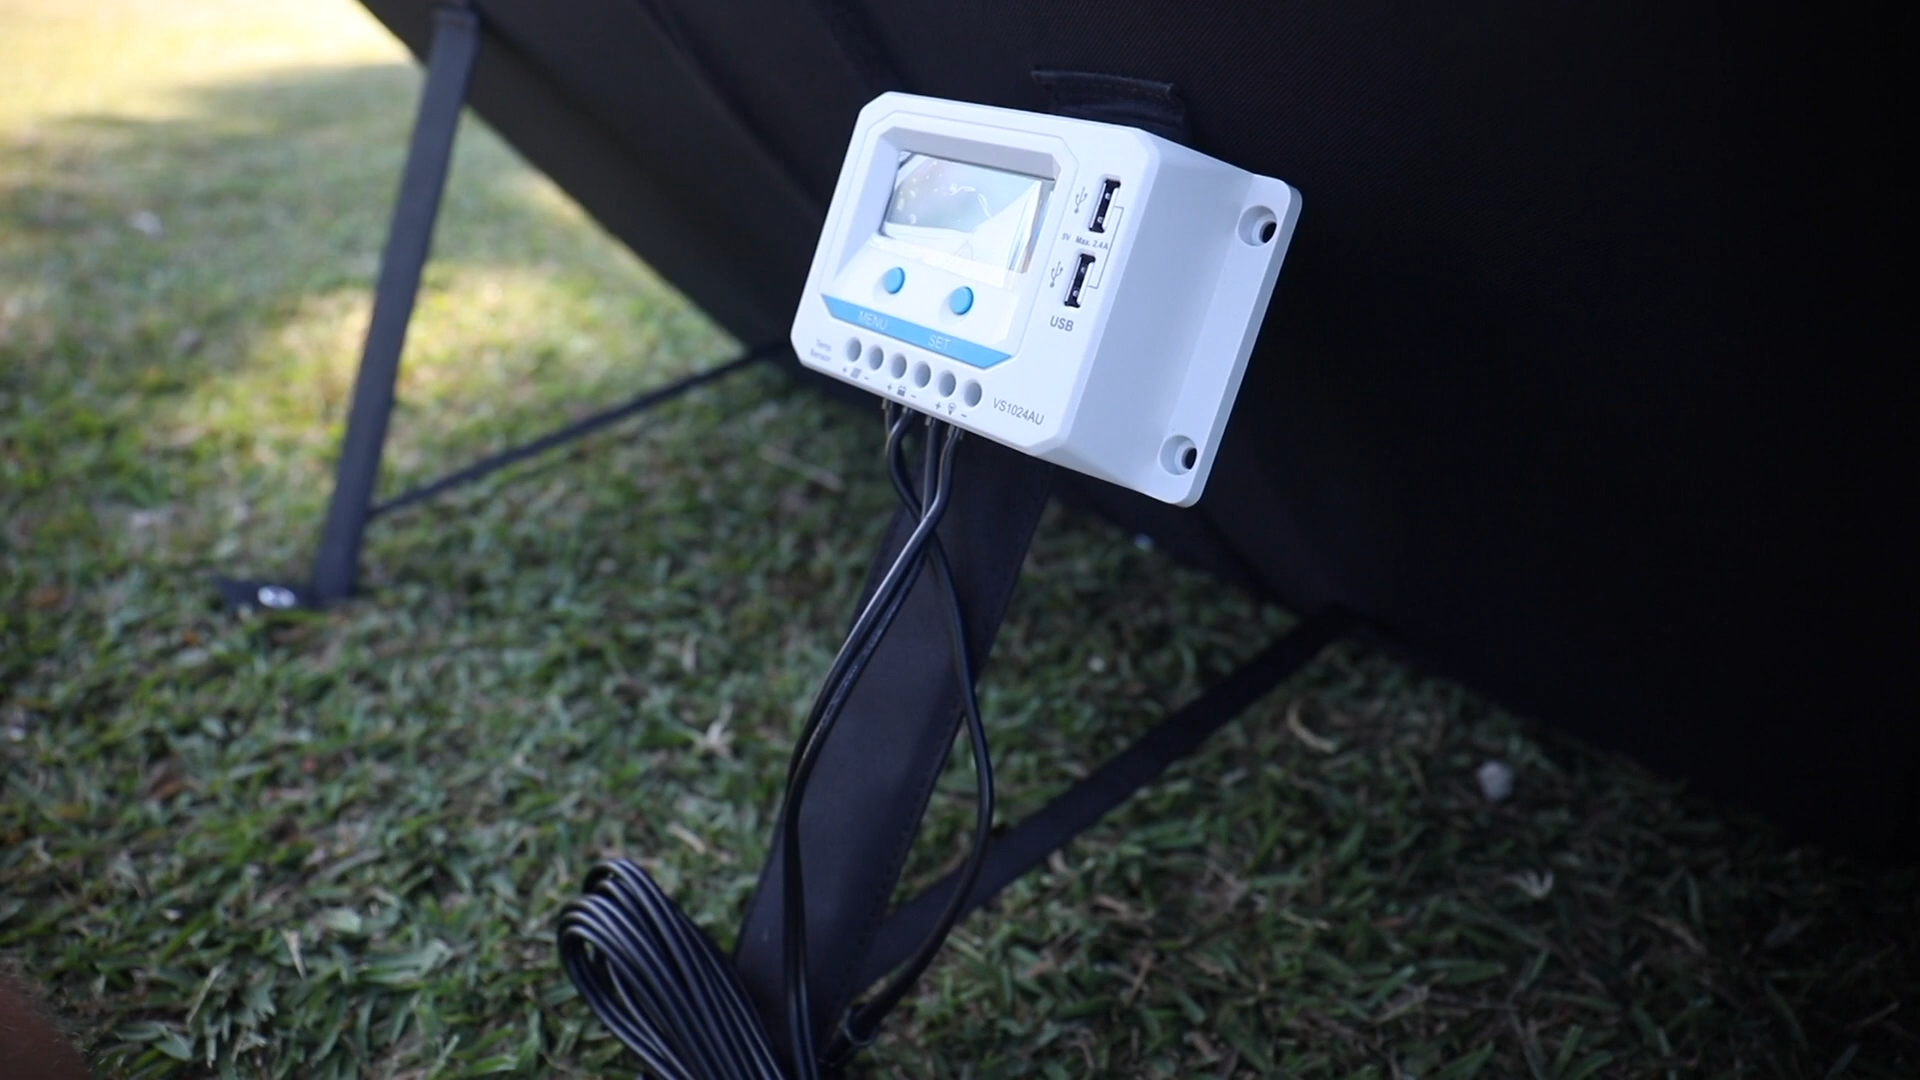 5V Max. 2.4A
USB
MENU
SET
Temp.
Sensor
+ - + - + -
VS1024AU